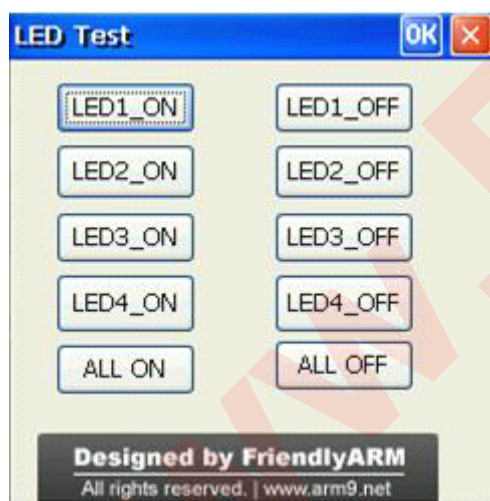 LED Test OK
LED1_ON LED1_OFF
LED2_ON LED2_OFF
LED3_ON LED3_OFF
LED4_ON LED4_OFF
ALL ON ALL OFF
Designed by FriendlyARM
All rights reserved. | www.arm9.net